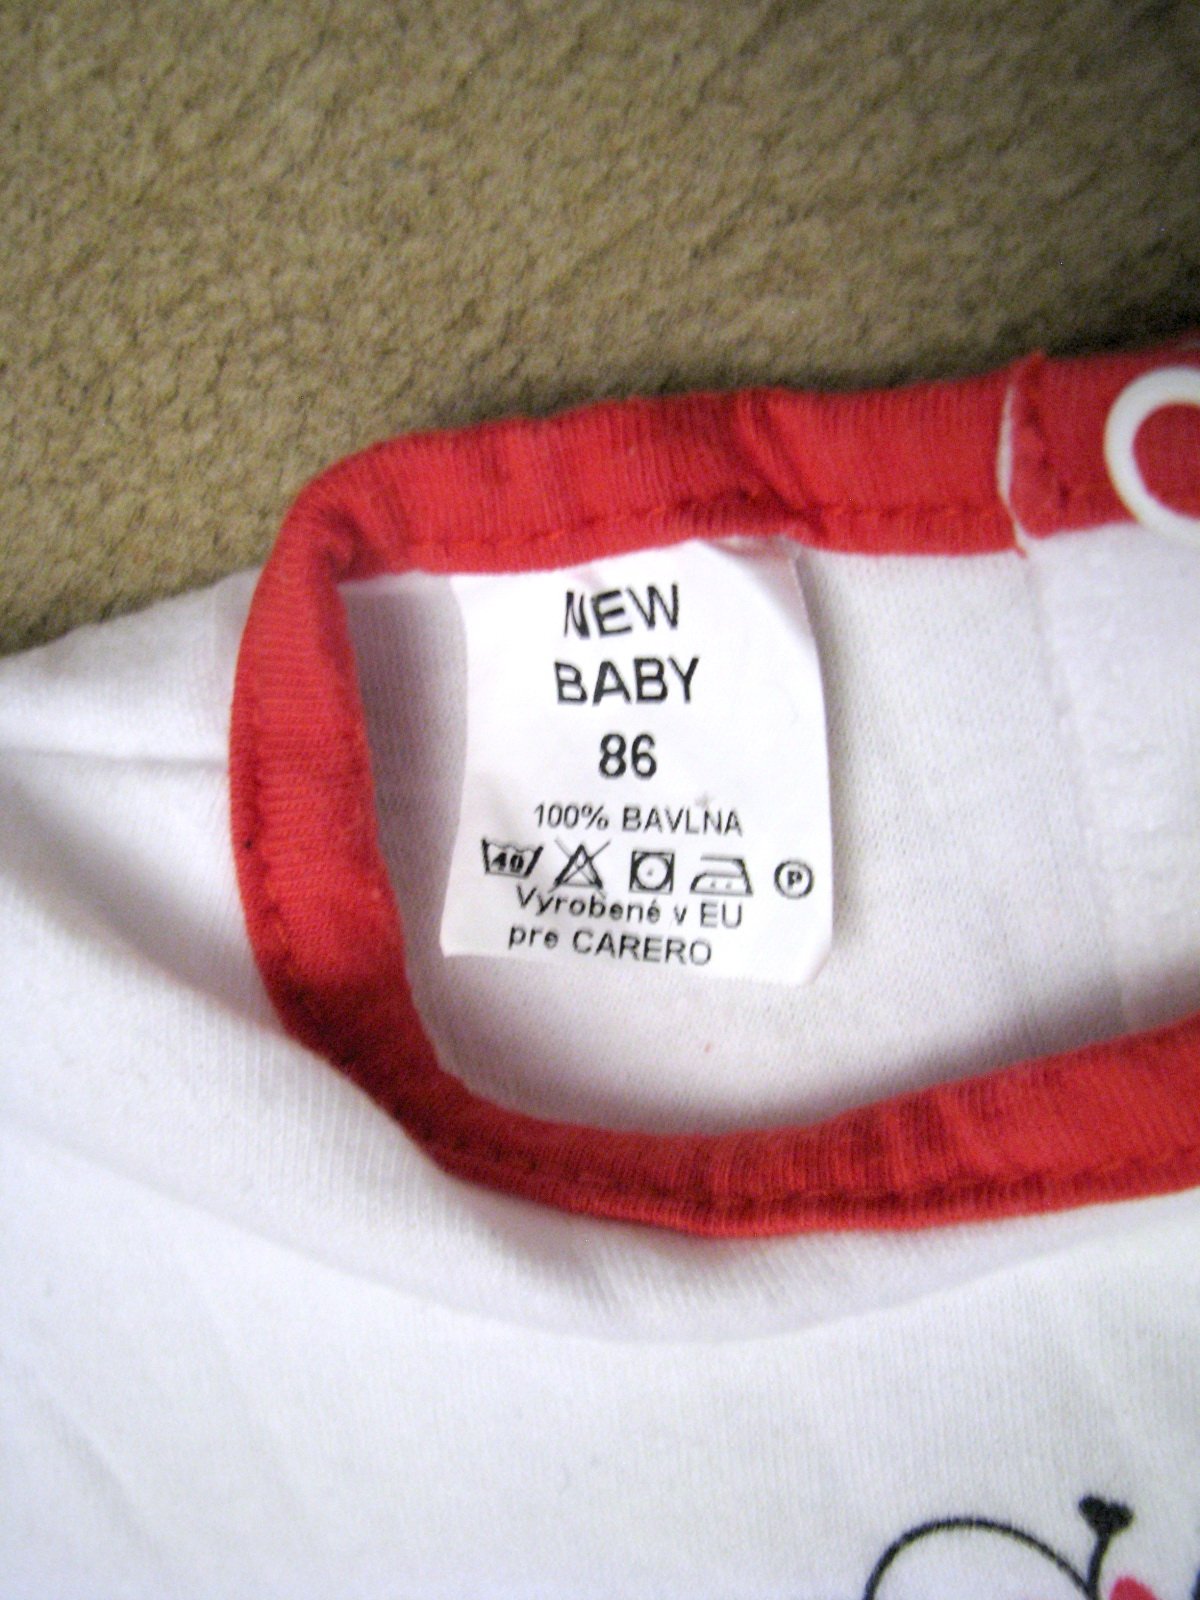 NEW
BABY
86
100% BAVLNA
40 P
Vyrobené v EU
pre CARERO